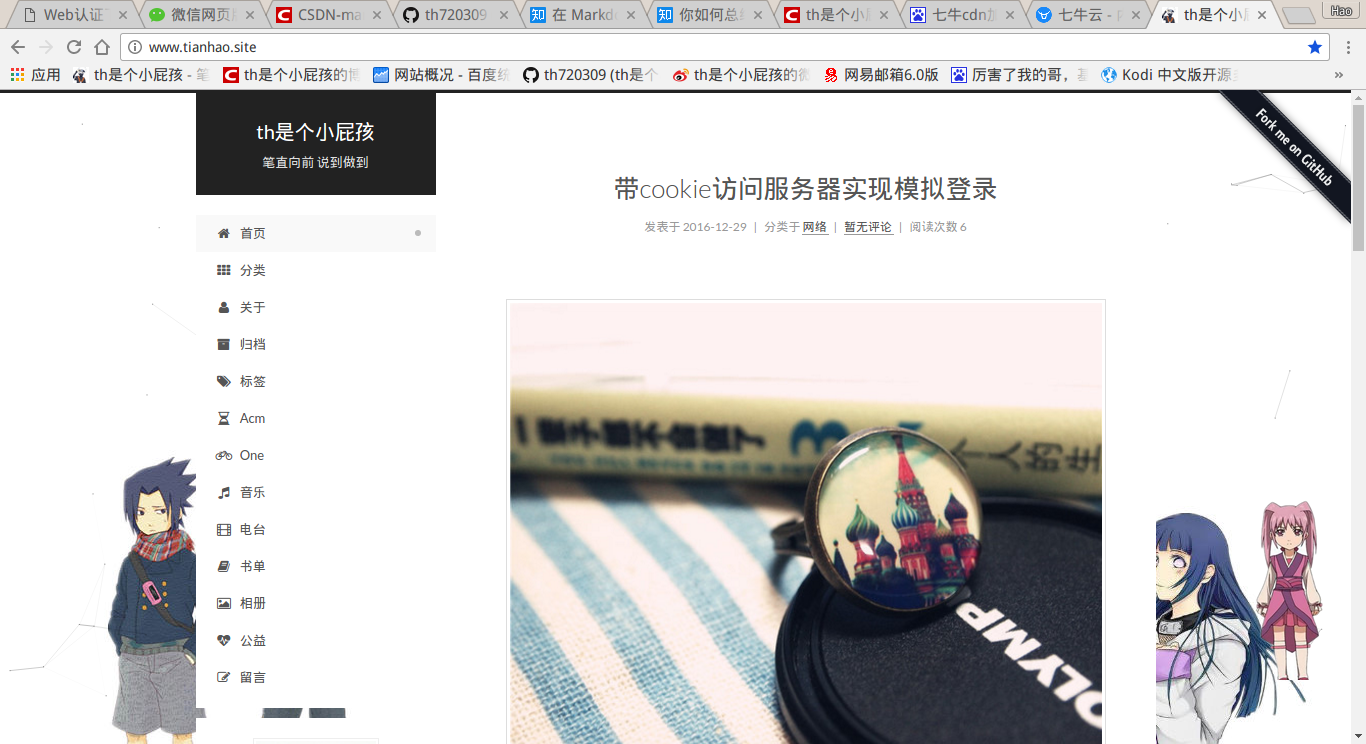 Web认证
微信网页
CSDN-ma
th720309
在 Markd
你如何总
th是个小
七牛cdn加
七牛云 - 
th是个小
Hao
www.tianhao.site
应用
th是个小屁孩 - 笔
th是个小屁孩的博
网站概况 - 百度统
th720309 (th是个
th是个小屁孩的微
网易邮箱6.0版
厉害了我的哥，基
Kodi 中文版开源
»
th是个小屁孩
笔直向前 说到做到
首页
分类
关于
归档
标签
Acm
One
音乐
电台
书单
相册
公益
留言
Fork me on GitHub
带cookie访问服务器实现模拟登录
发表于 2016-12-29 | 分类于 网络 | 暂无评论 | 阅读次数 6
3
个人的生
OLYMP